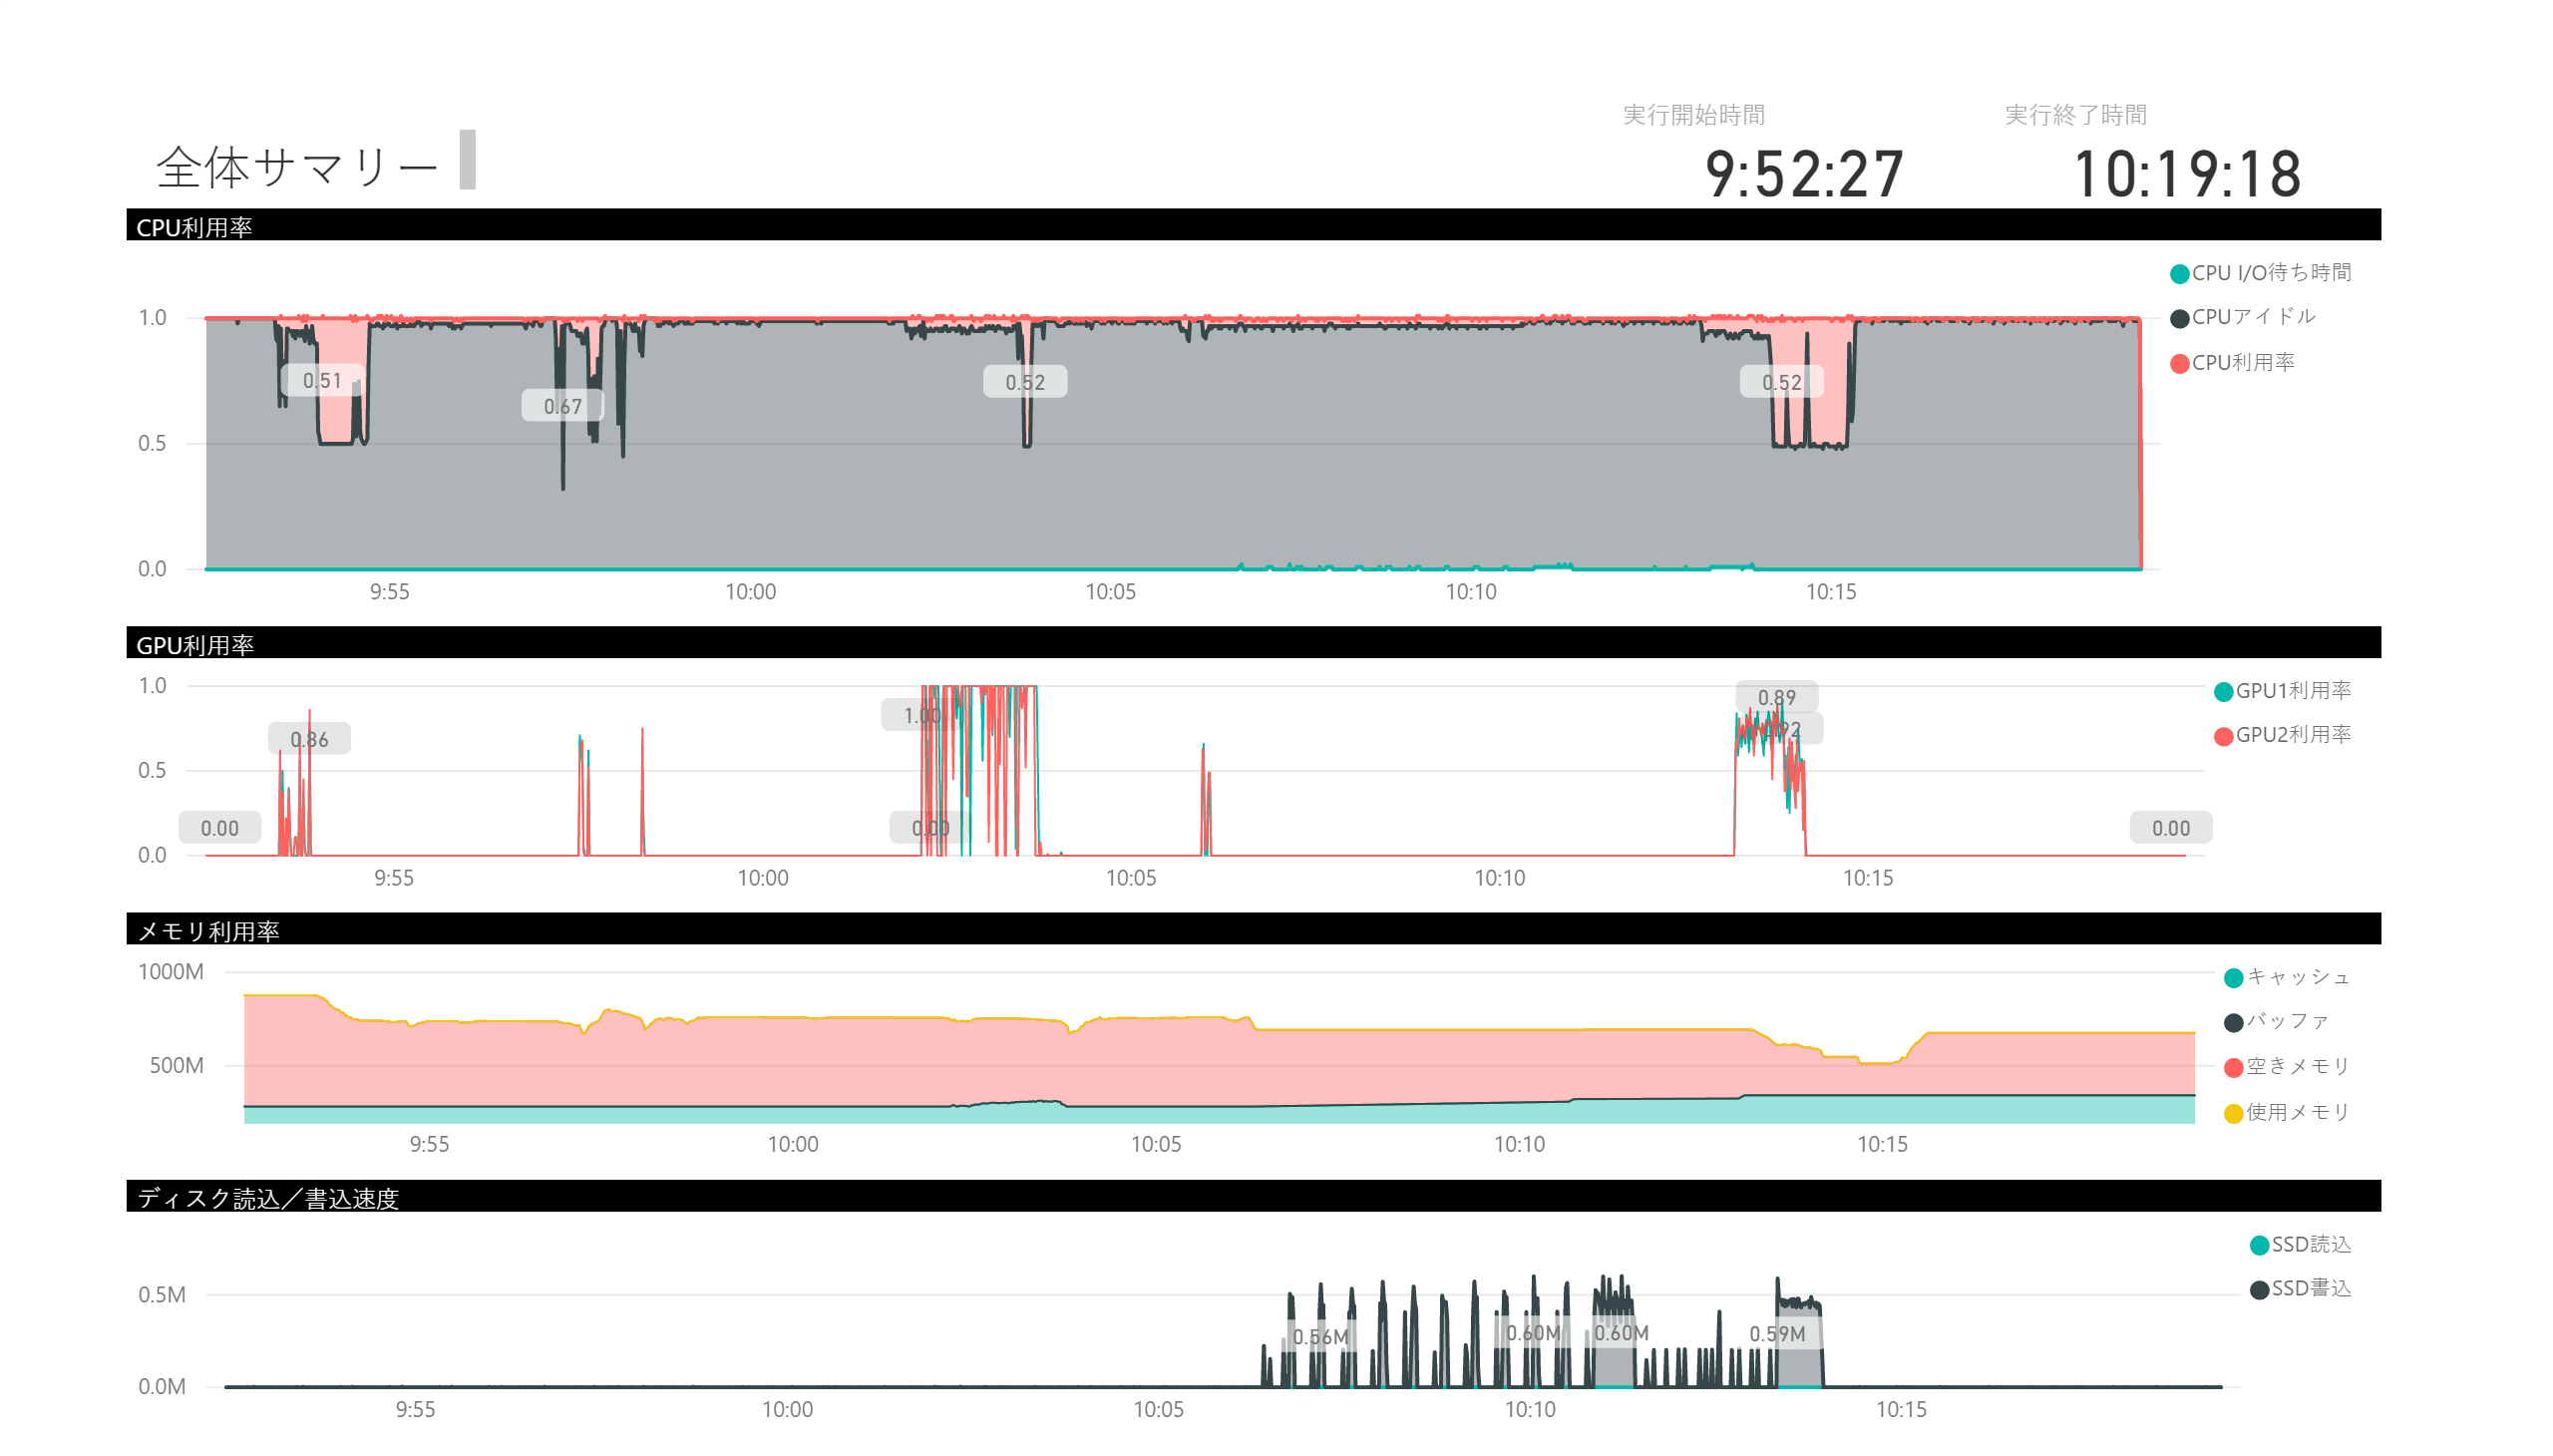 実行開始時間
実行終了時間
全体サマリー
9:52:27
10:19:18
CPU利用率
CPU I/O待ち時間
CPUアイドル
CPU利用率
1.0
0.5
0.0
0.51
0.67
0.52
0.52
9:55
10:00
10:05
10:10
10:15
GPU利用率
GPU1利用率
GPU2利用率
1.0
0.5
0.0
0.00
0.86
1.00
0.00
0.89
0.00
9:55
10:00
10:05
10:10
10:15
メモリ利用率
キャッシュ
バッファ
空きメモリ
使用メモリ
1000M
500M
9:55
10:00
10:05
10:10
10:15
ディスク読込／書込速度
SSD読込
SSD書込
0.5M
0.0M
0.56M
0.60M
0.60M
0.59M
9:55
10:00
10:05
10:10
10:15